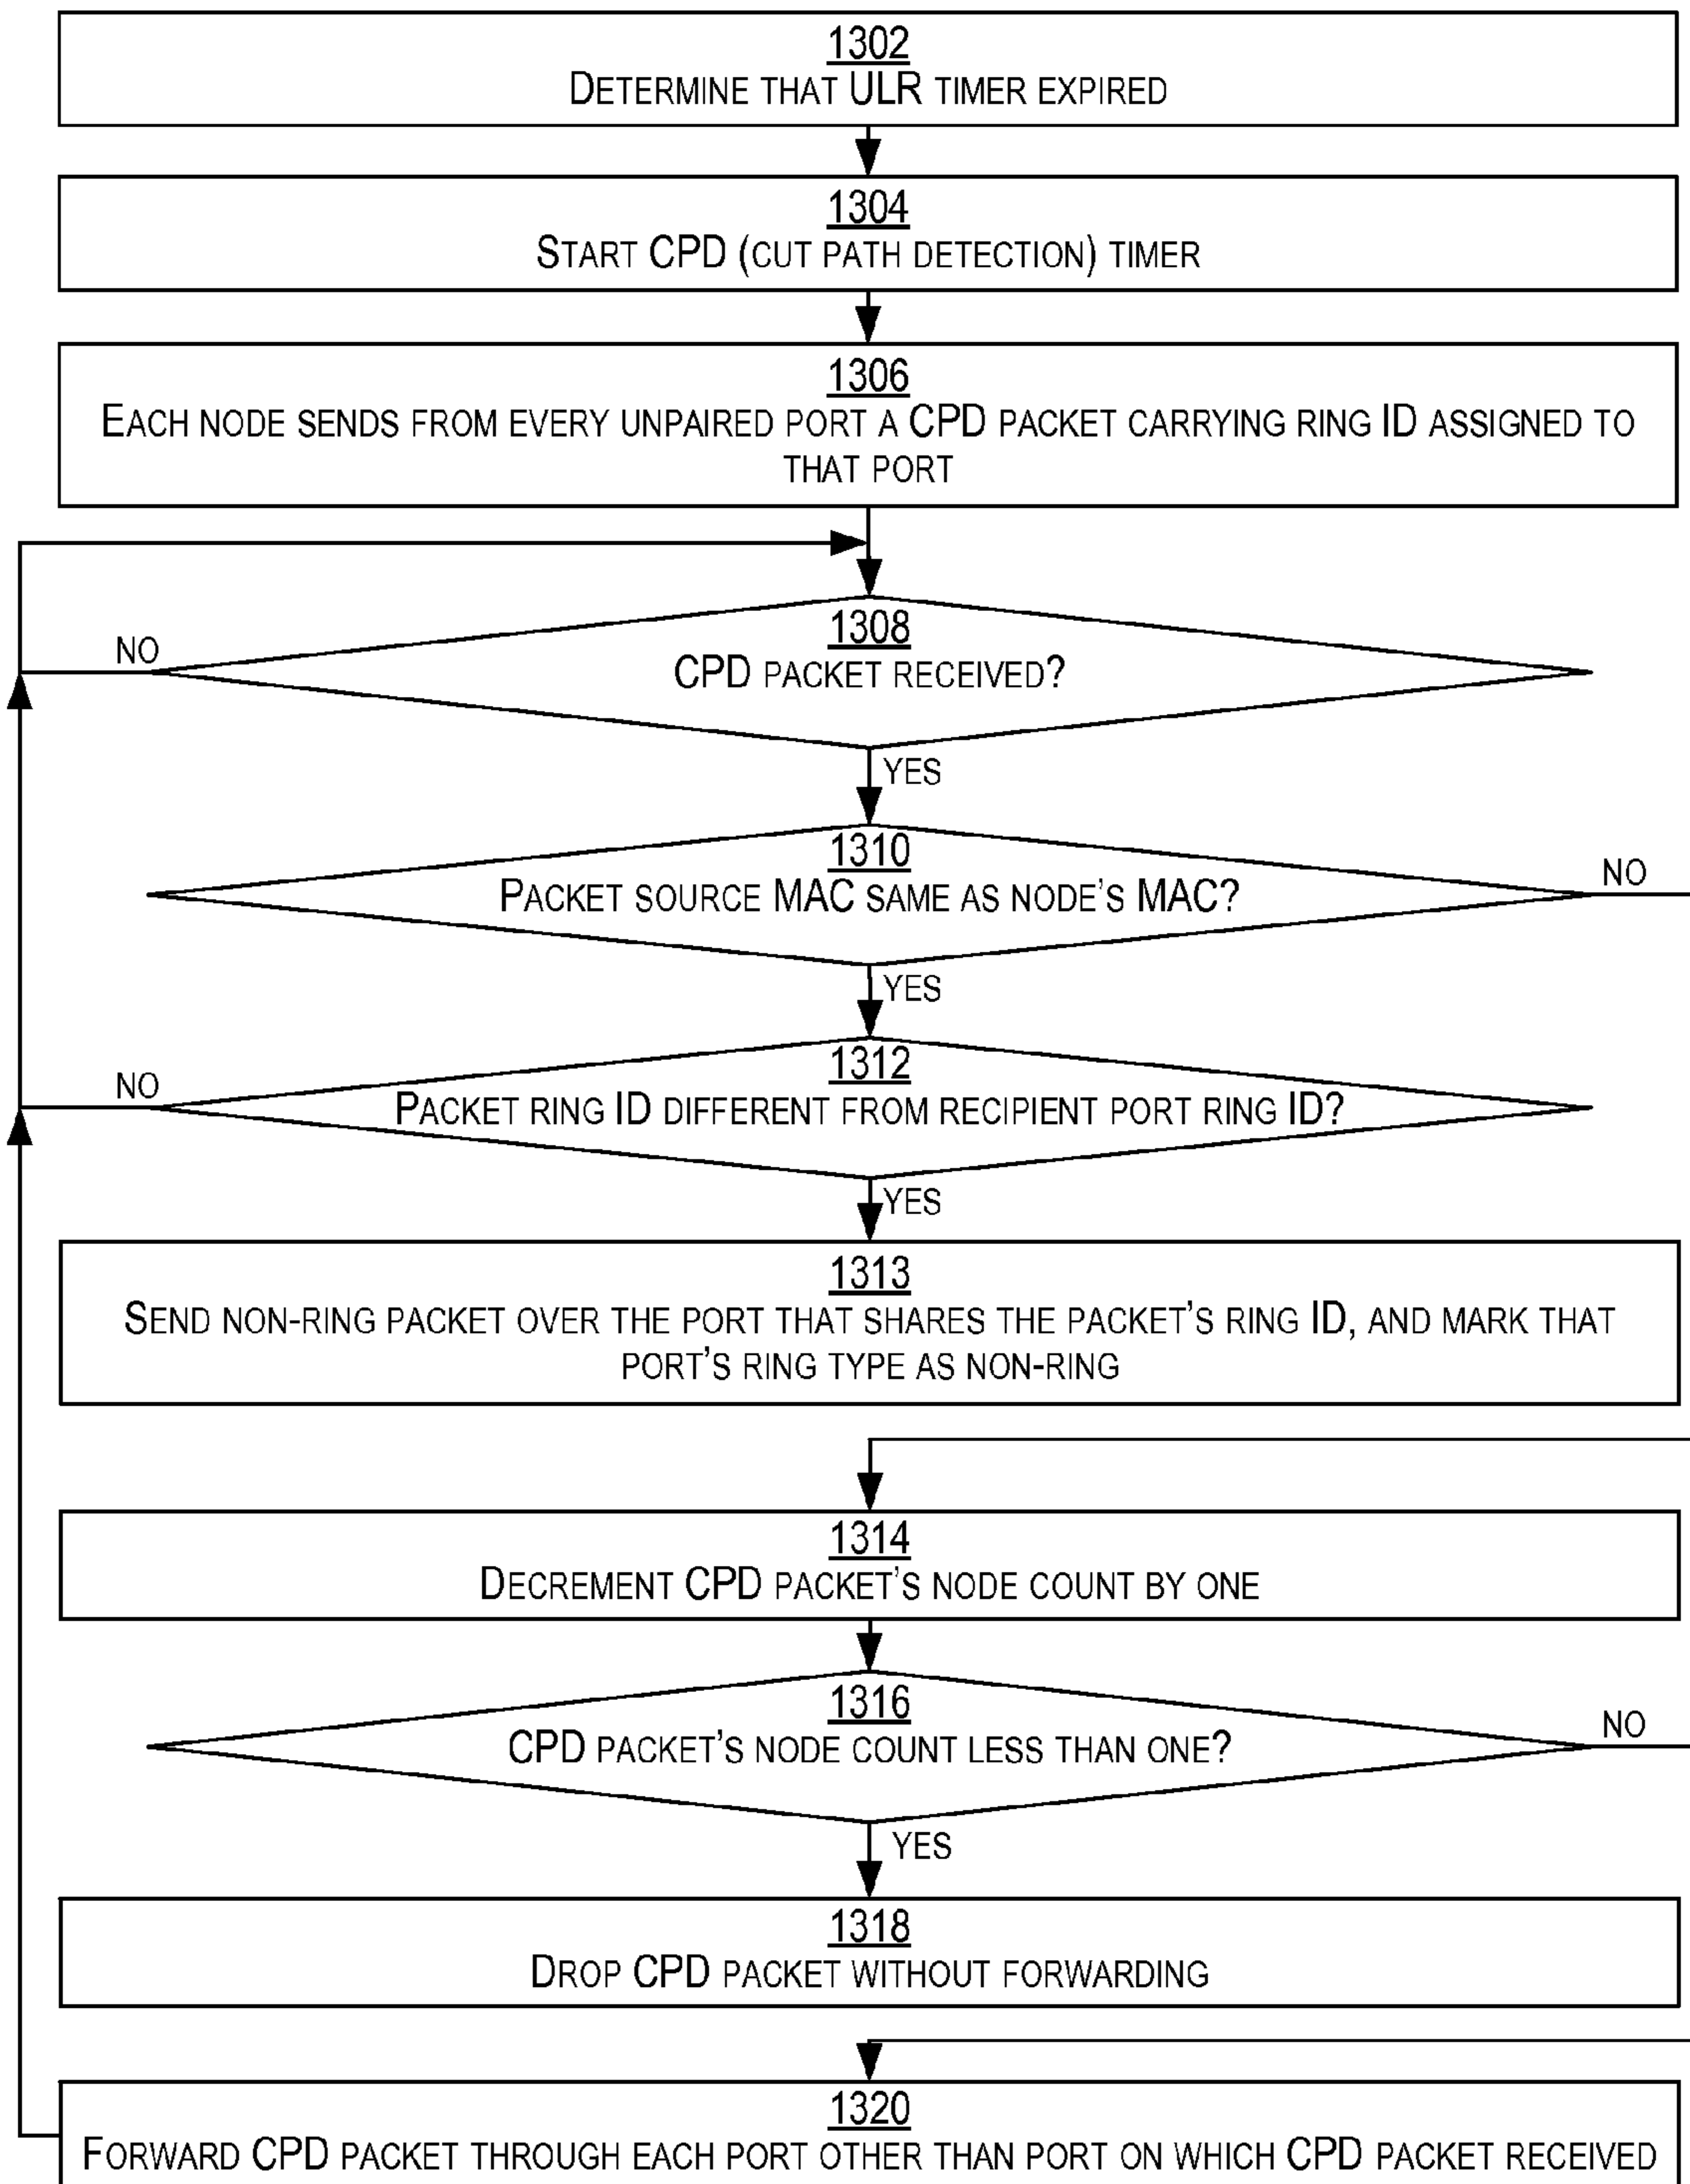 1302
Determine that ULR timer expired
1304
Start CPD (cut path detection) timer
1306
Each node sends from every unpaired port a CPD packet carrying ring ID assigned to
that port
1308
CPD packet received?
NO
YES
1310
Packet source MAC same as node's MAC?
NO
YES
1312
Packet ring ID different from recipient port ring ID?
NO
YES
1313
Send non-ring packet over the port that shares the packet's ring ID, and mark that
port's ring type as non-ring
1314
Decrement CPD packet's node count by one
1316
CPD packet's node count less than one?
NO
YES
1318
Drop CPD packet without forwarding
1320
Forward CPD packet through each port other than port on which CPD packet received